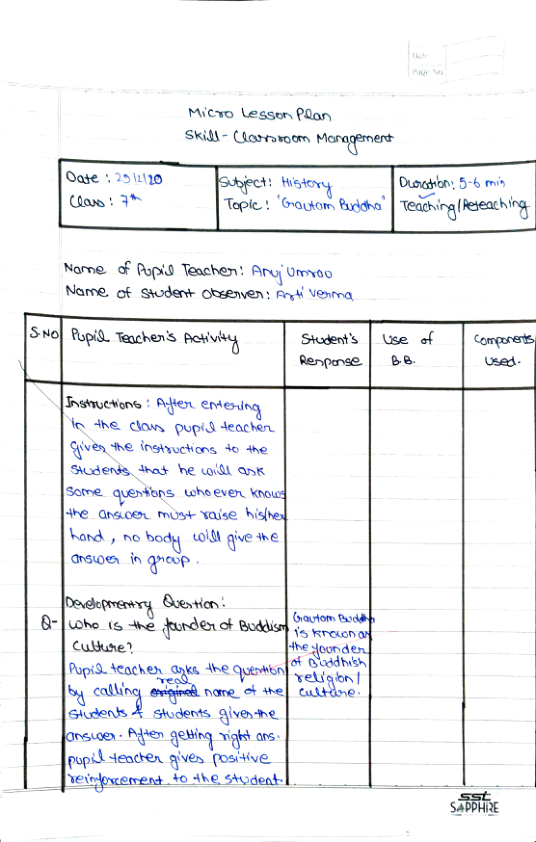 Date
Page No
Micro Lesson Plan
Skill - Classroom Management
Date : 29/2/20
Class : 7th
Subject : History
Topic : 'Gautam Buddha'
Duration: 5-6 min
Teaching/Reteaching
Name of Pupil Teacher: Anuj Umrao
Name of Student Observer: Arti Verma
S.NO Pupil Teacher's Activity Student's Response Use of B.B. Components Used.
Instructions : After entering
in the class pupil teacher
gives the instructions to the
students that he will ask
some questions whoever knows
the answer must raise his/her
hand , no body will give the
answer in group .
Developmentry Question :
Q- who is the founder of Buddism
Culture?
Pupil teacher asks the question
by calling real name of the
students & students gives the
answer. After getting right ans.
pupil teacher gives positive
reinforcement to the student.
Gautam Buddha
is known as
the founder
of Buddhish
religion/
culture.
sst
SAPPHIRE